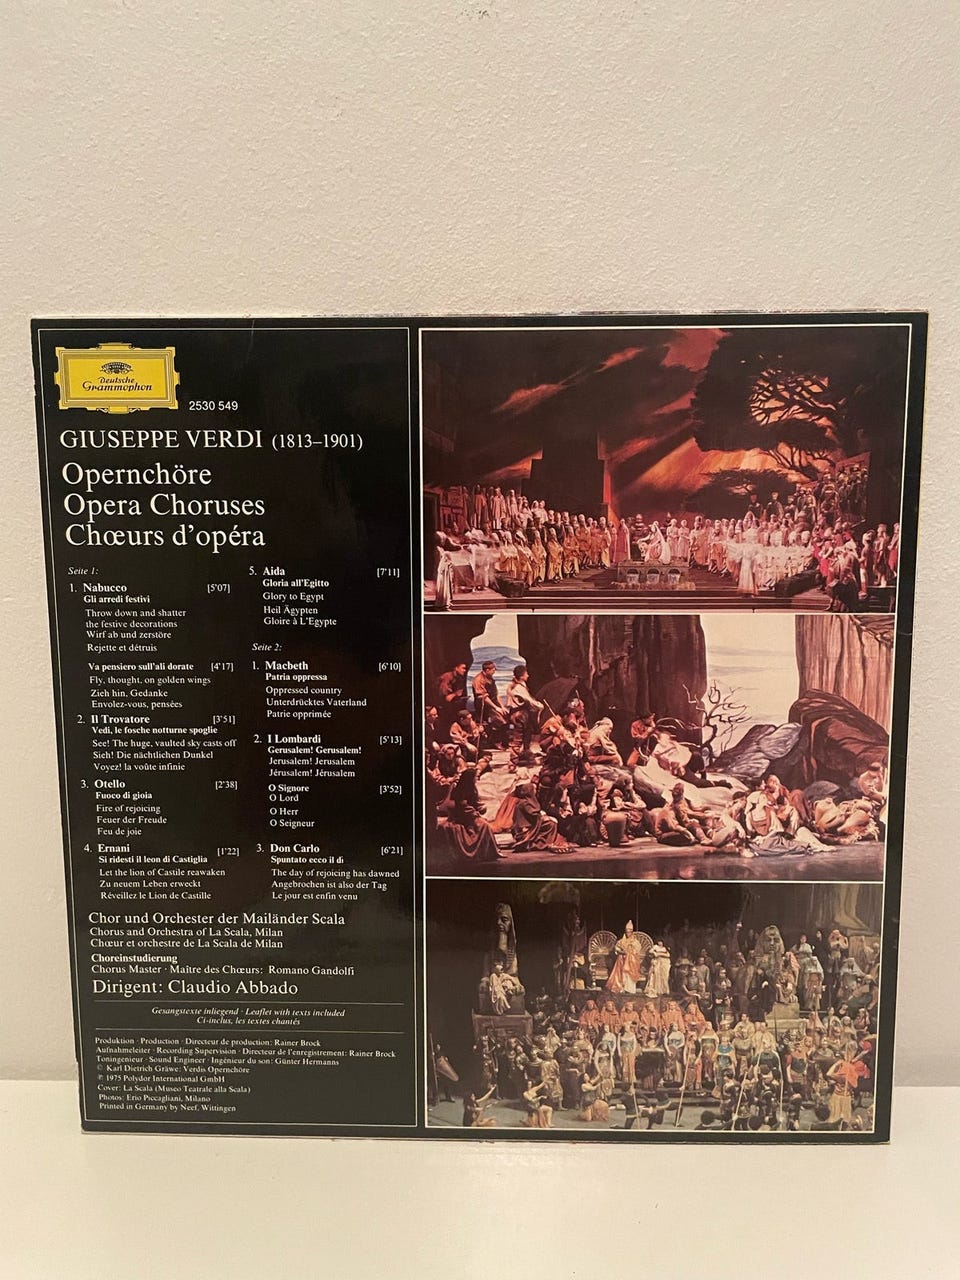 Deutsche
Grammophon
2530 549
GIUSEPPE VERDI (1813–1901)
Opernchöre
Opera Choruses
Chœurs d'opéra
Seite 1:
1. Nabucco [5'07]
Gli arredi festivi
Throw down and shatter
the festive decorations
Wirf ab und zerstöre
Rejette et détruis
Va pensiero sull'ali dorate [4'17]
Fly, thought, on golden wings
Zieh hin, Gedanke
Envolez-vous, pensées
2. Il Trovatore [3'51]
Vedi, le fosche notturne spoglie
See! The huge, vaulted sky casts off
Sieh! Die nächtlichen Dunkel
Voyez! la voûte infinie
3. Otello [2'38]
Fuoco di gioia
Fire of rejoicing
Feuer der Freude
Feu de joie
4. Ernani [1'22]
Si ridesti il leon di Castiglia
Let the lion of Castile reawaken
Zu neuem Leben erweckt
Réveillez le Lion de Castille
5. Aida [7'11]
Gloria all'Egitto
Glory to Egypt
Heil Ägypten
Gloire à L'Egypte
Seite 2:
1. Macbeth [6'10]
Patria oppressa
Oppressed country
Unterdrücktes Vaterland
Patrie opprimée
2. I Lombardi [5'13]
Gerusalem! Gerusalem!
Jerusalem! Jerusalem
Jérusalem! Jérusalem
O Signore [3'52]
O Lord
O Herr
O Seigneur
3. Don Carlo [6'21]
Spuntato ecco il dì
The day of rejoicing has dawned
Angebrochen ist also der Tag
Le jour est enfin venu
Chor und Orchester der Mailänder Scala
Chorus and Orchestra of La Scala, Milan
Chœur et orchestre de La Scala de Milan
Choreinstudierung
Chorus Master · Maître des Chœurs: Romano Gandolfi
Dirigent: Claudio Abbado
Gesangstexte inliegend · Leaflet with texts included
Ci-inclus, les textes chantés
Produktion · Production · Directeur de production: Rainer Brock
Aufnahmeleiter · Recording Supervision · Directeur de l'enregistrement: Rainer Brock
Toningenieur · Sound Engineer · Ingénieur du son: Günter Hermanns
© Karl Dietrich Gräwe: Verdis Opernchöre
℗ 1975 Polydor International GmbH
Cover: La Scala (Museo Teatrale alla Scala)
Photos: Erio Piccagliani, Milano
Printed in Germany by Neef, Wittingen